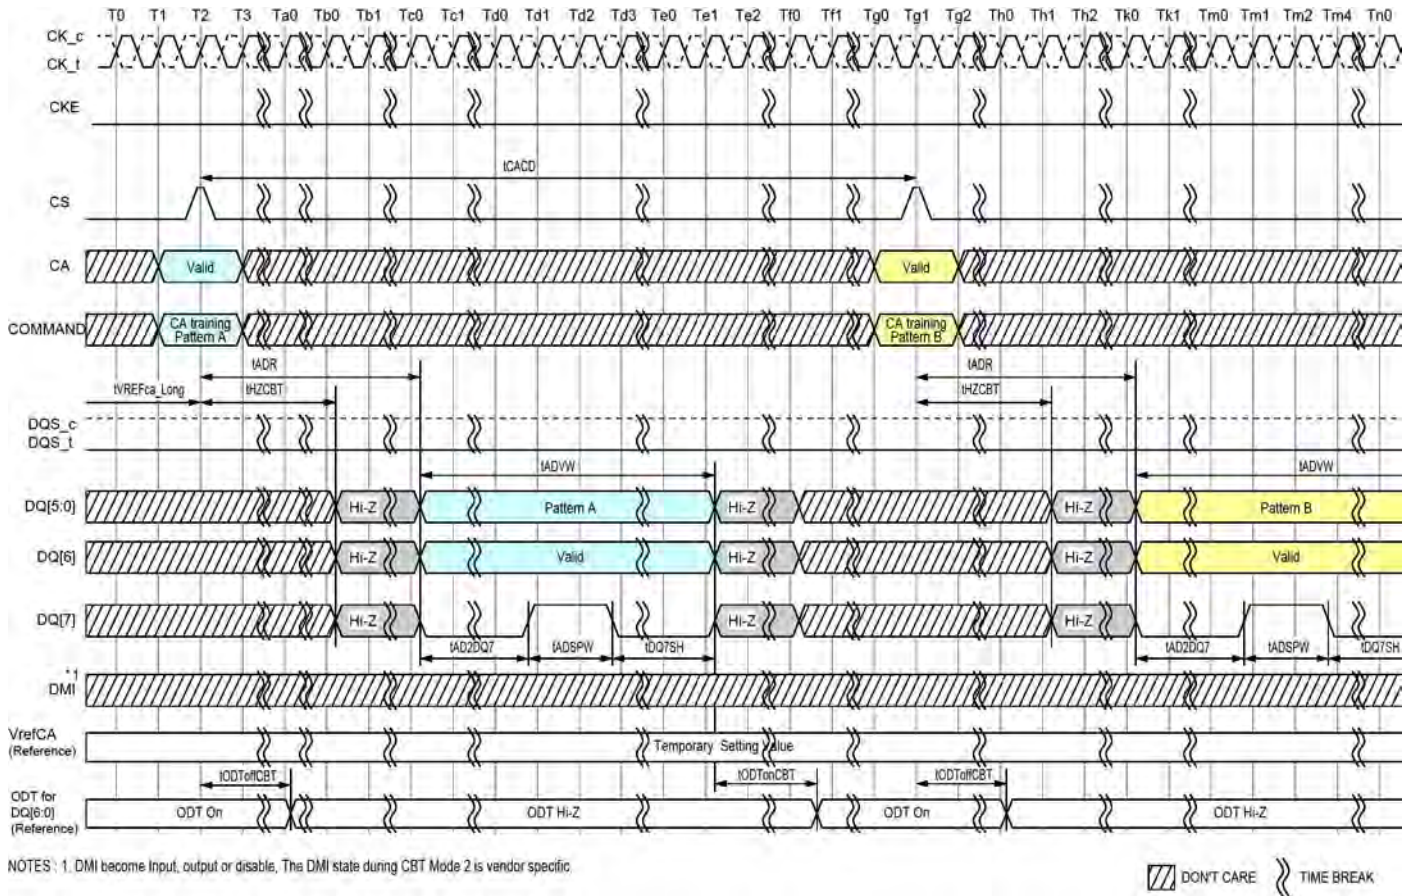 T0 T1 T2 T3 Ta0 Tb0 Tb1 Tc0 Tc1 Td0 Td1 Td2 Td3 Te0 Te1 Te2 Tf0 Tf1 Tg0 Tg1 Tg2 Th0 Th1 Th2 Tk0 Tk1 Tm0 Tm1 Tm2 Tm4 Tn0
CK_c
CK_t
CKE
tCACD
CS
CA Valid Valid
COMMAND CA training Pattern A CA training Pattern B
tADR tADR
tVREFca_Long tHZCBT tHZCBT
DQS_c
DQS_t
tADVW tADVW
DQ[5:0] Hi-Z Pattern A Hi-Z Hi-Z Pattern B
DQ[6] Hi-Z Valid Hi-Z Hi-Z Valid
DQ[7] Hi-Z Hi-Z Hi-Z
tAD2DQ7 tADSPW tDQ7SH tAD2DQ7 tADSPW tDQ7SH
*1
DMI
VrefCA
(Reference) Temporary Setting Value
tODToffCBT tODTonCBT tODToffCBT
ODT for
DQ[6:0] ODT On ODT Hi-Z ODT On ODT Hi-Z
(Reference)
NOTES : 1. DMI become Input, output or disable, The DMI state during CBT Mode 2 is vendor specific
DON'T CARE TIME BREAK